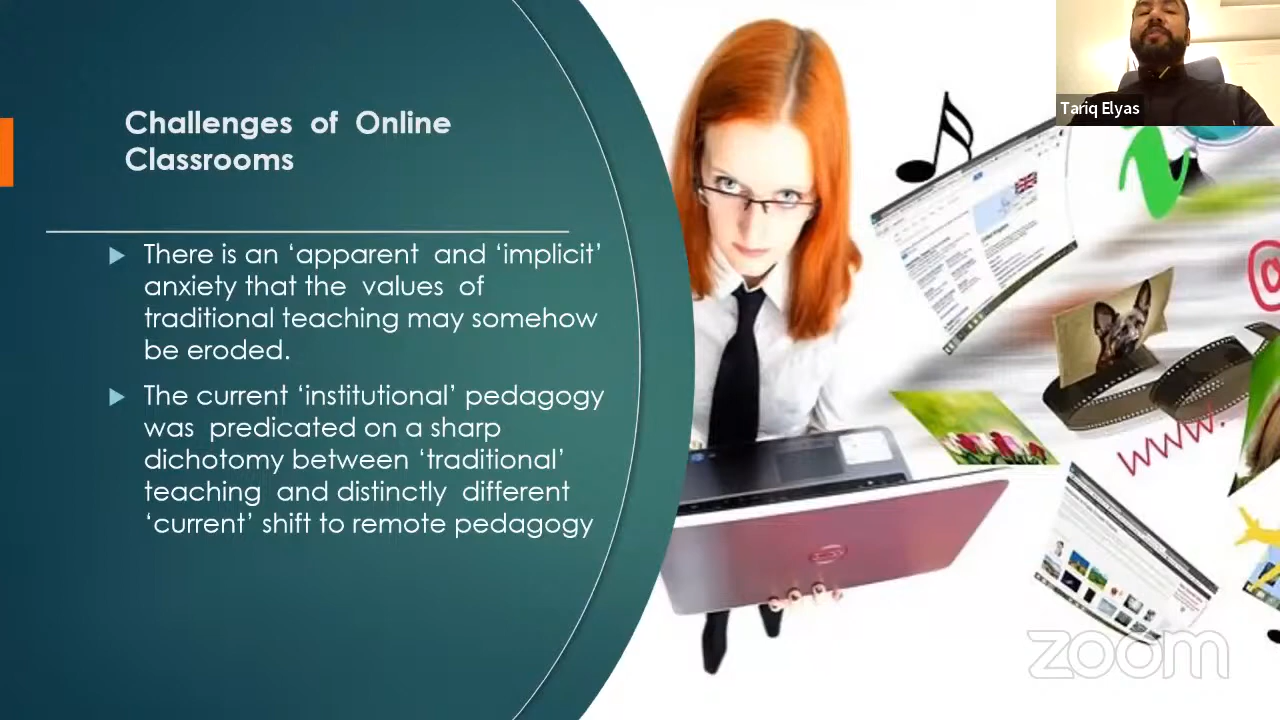 Challenges of Online
Classrooms
There is an ‘apparent and ‘implicit’
anxiety that the values of
traditional teaching may somehow
be eroded.
The current ‘institutional’ pedagogy
was predicated on a sharp
dichotomy between ‘traditional’
teaching and distinctly different
‘current’ shift to remote pedagogy
Tariq Elyas
www.
zoom